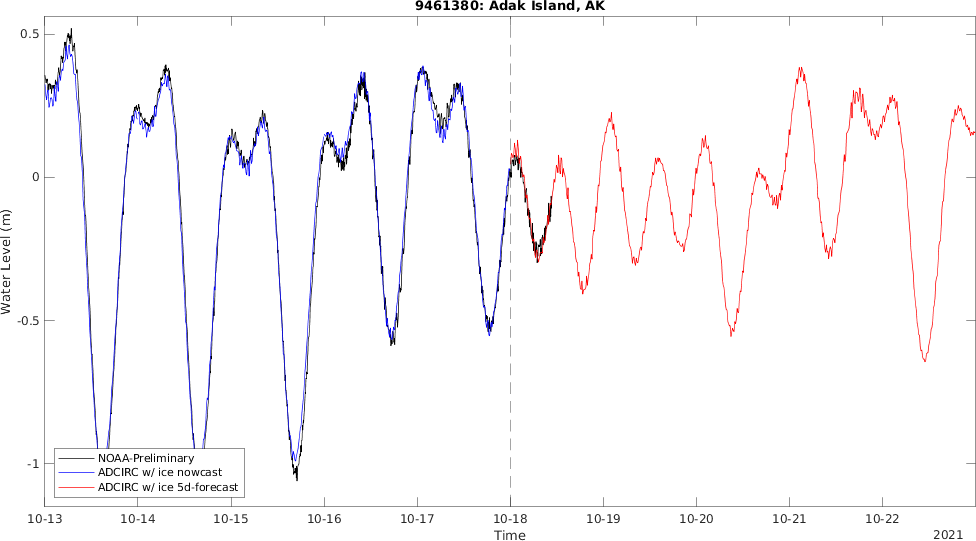 9461380: Adak Island, AK
0.5
0
-0.5
-1
Water Level (m)
NOAA-Preliminary
ADCIRC w/ ice nowcast
ADCIRC w/ ice 5d-forecast
10-13 10-14 10-15 10-16 10-17 10-18 10-19 10-20 10-21 10-22
Time
2021